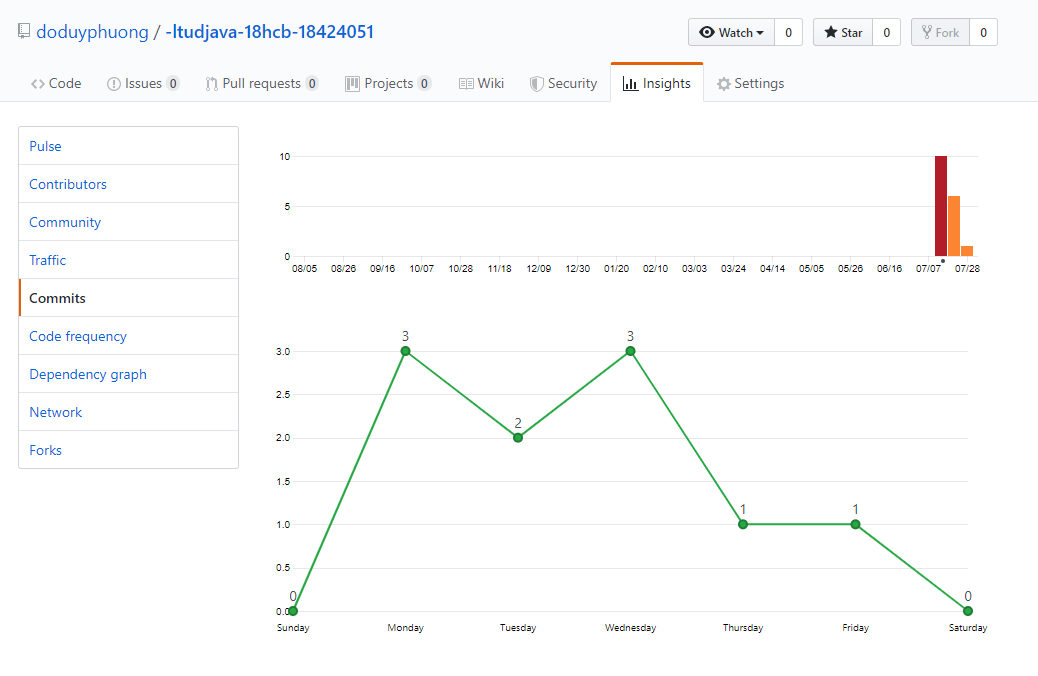 doduyphuong / -ltudjava-18hcb-18424051
Watch 0 Star 0 Fork 0
Code Issues 0 Pull requests 0 Projects 0 Wiki Security Insights Settings
Pulse
Contributors
Community
Traffic
Commits
Code frequency
Dependency graph
Network
Forks
10
5
0
08/05 08/26 09/16 10/07 10/28 11/18 12/09 12/30 01/20 02/10 03/03 03/24 04/14 05/05 05/26 06/16 07/07 07/28
3 3
3.0
2.5
2
2.0
1.5
1 1
1.0
0.5
0 0
0.0
Sunday Monday Tuesday Wednesday Thursday Friday Saturday